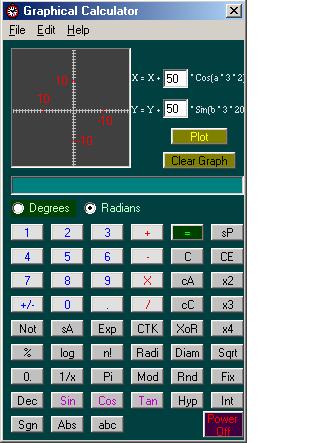 Graphical Calculator
File Edit Help
10
10
-10
-10
X = X + 50 * Cos(a * 3 * 2
Y = Y + 50 * Sin(b * 3 * 20
Plot
Clear Graph
Degrees Radians
1 2 3 + = sP
4 5 6 - C CE
7 8 9 X cA x2
+/- 0 . / cC x3
Not sA Exp CTK XoR x4
% log n! Radi Diam Sqrt
0. 1/x Pi Mod Rnd Fix
Dec Sin Cos Tan Hyp Int
Sgn Abs abc Power
Off